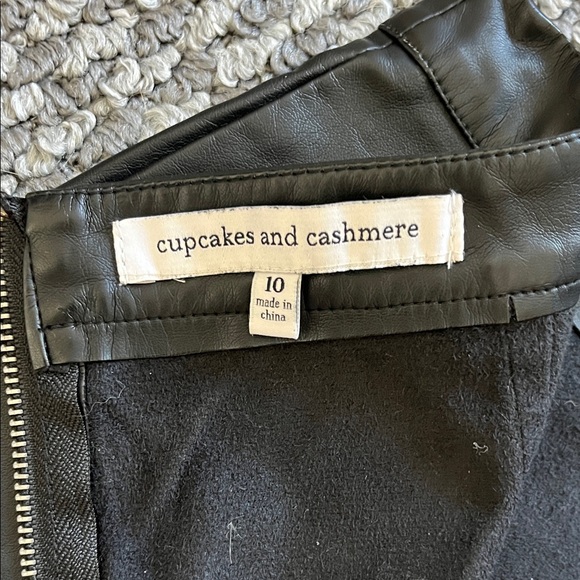 cupcakes and cashmere
10
made in
china